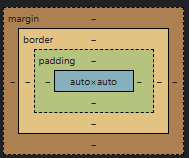 margin –
border –
padding –
– – – auto×auto – – –
–
–
–